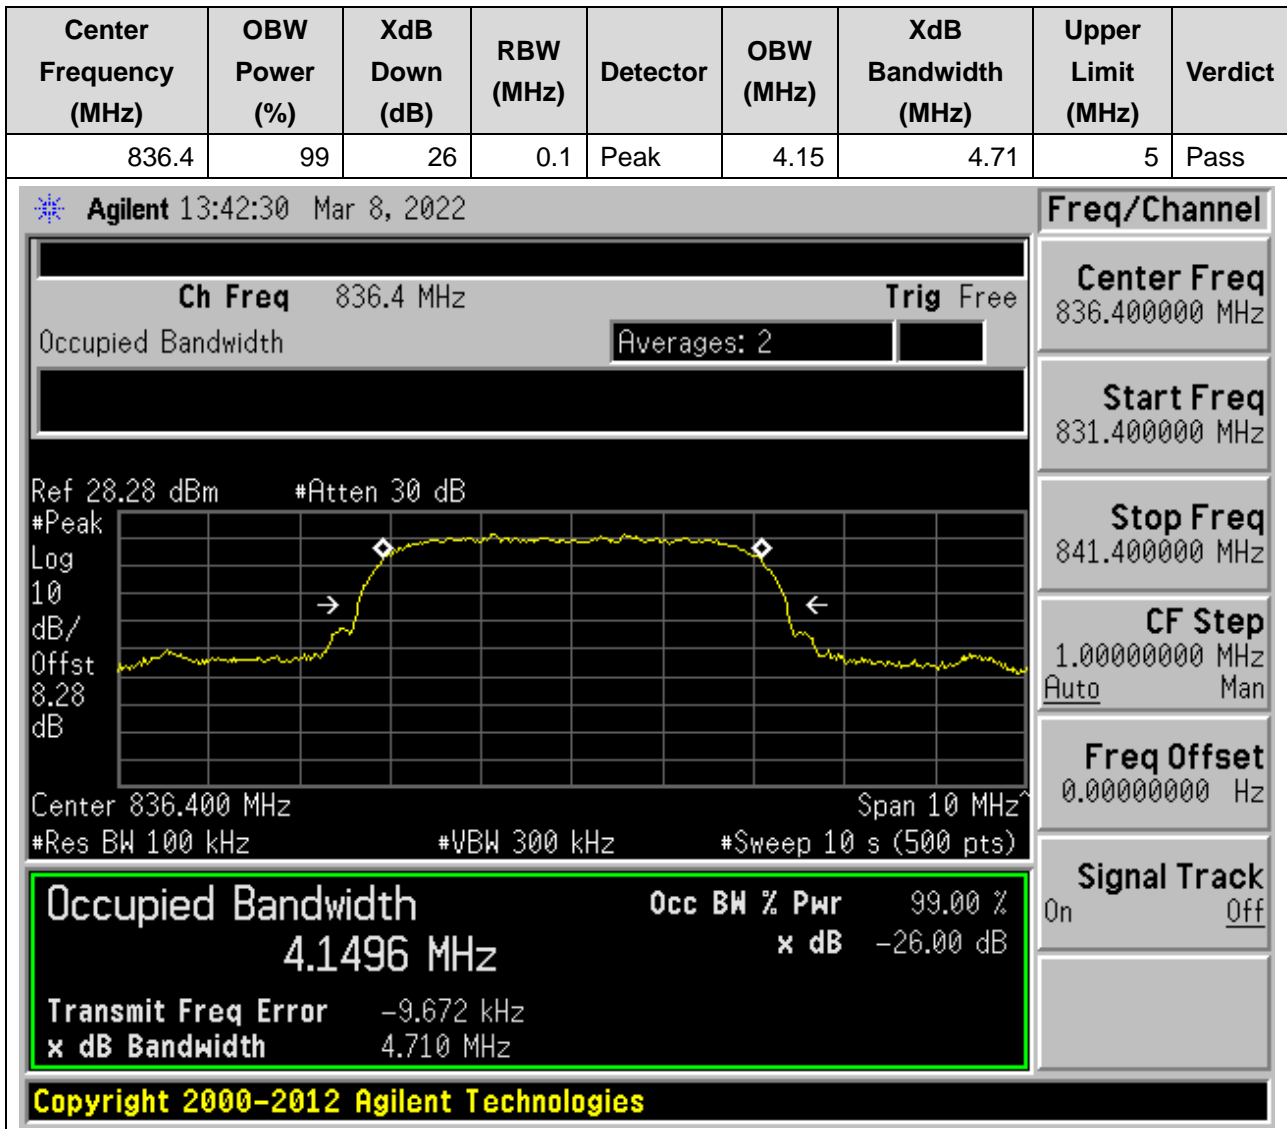 Center Frequency (MHz) OBW Power (%) XdB Down (dB) RBW (MHz) Detector OBW (MHz) XdB Bandwidth (MHz) Upper Limit (MHz) Verdict
836.4 99 26 0.1 Peak 4.15 4.71 5 Pass
Agilent 13:42:30 Mar 8, 2022
Ch Freq 836.4 MHz Trig Free
Occupied Bandwidth Averages: 2
Ref 28.28 dBm #Atten 30 dB
#Peak
Log
10
dB/
Offst
8.28
dB
Center 836.400 MHz Span 10 MHz^
#Res BW 100 kHz #VBW 300 kHz #Sweep 10 s (500 pts)
Occupied Bandwidth Occ BW % Pwr 99.00 %
4.1496 MHz x dB -26.00 dB
Transmit Freq Error -9.672 kHz
x dB Bandwidth 4.710 MHz
Copyright 2000-2012 Agilent Technologies
Freq/Channel
Center Freq
836.400000 MHz
Start Freq
831.400000 MHz
Stop Freq
841.400000 MHz
CF Step
1.00000000 MHz
Auto Man
Freq Offset
0.00000000 Hz
Signal Track
On Off